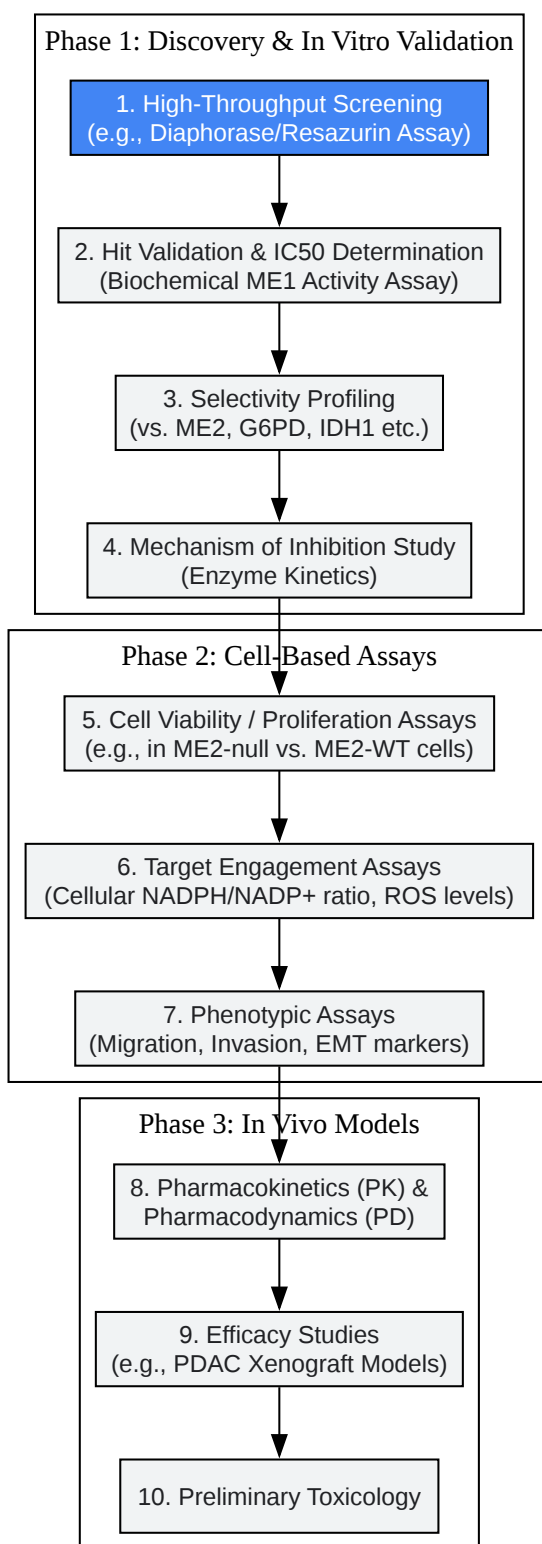 Phase 1: Discovery & In Vitro Validation
1. High-Throughput Screening
(e.g., Diaphorase/Resazurin Assay)
2. Hit Validation & IC50 Determination
(Biochemical ME1 Activity Assay)
3. Selectivity Profiling
(vs. ME2, G6PD, IDH1 etc.)
4. Mechanism of Inhibition Study
(Enzyme Kinetics)
Phase 2: Cell-Based Assays
5. Cell Viability / Proliferation Assays
(e.g., in ME2-null vs. ME2-WT cells)
6. Target Engagement Assays
(Cellular NADPH/NADP+ ratio, ROS levels)
7. Phenotypic Assays
(Migration, Invasion, EMT markers)
Phase 3: In Vivo Models
8. Pharmacokinetics (PK) &
Pharmacodynamics (PD)
9. Efficacy Studies
(e.g., PDAC Xenograft Models)
10. Preliminary Toxicology